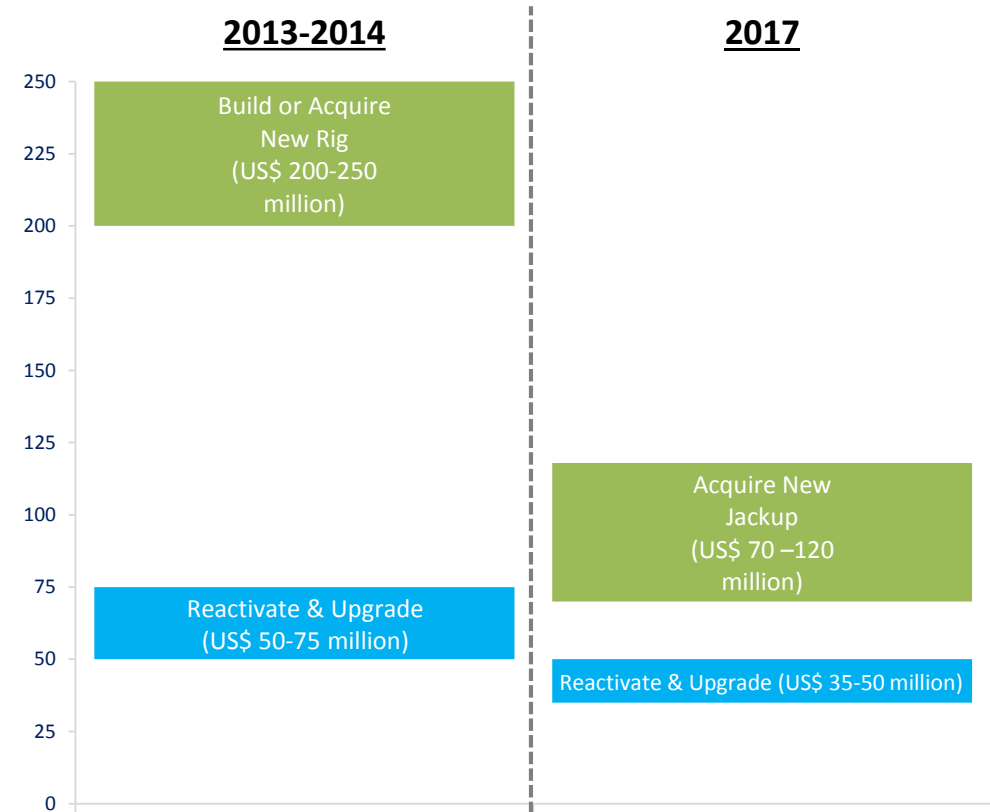 2013-2014
2017
250
225
200
175
150
125
100
75
50
25
0
Build or Acquire
New Rig
(US$ 200-250
million)
Reactivate & Upgrade
(US$ 50-75 million)
Acquire New
Jackup
(US$ 70 –120
million)
Reactivate & Upgrade (US$ 35-50 million)